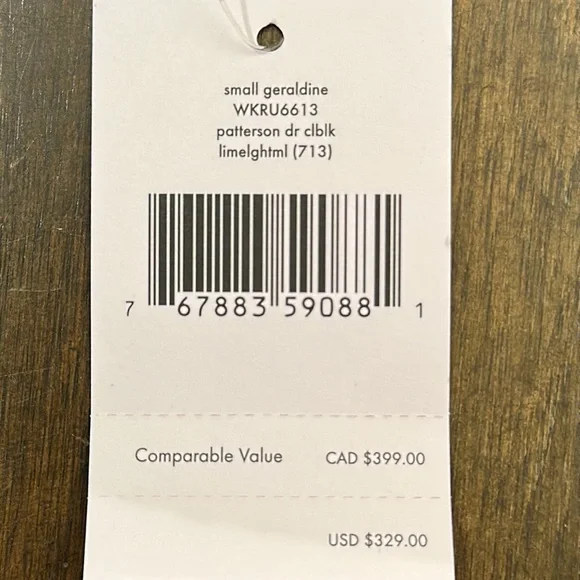 small geraldine
WKRU6613
patterson dr clblk
limelghtml (713)
7 67883 59088 1
Comparable Value CAD $399.00
USD $329.00